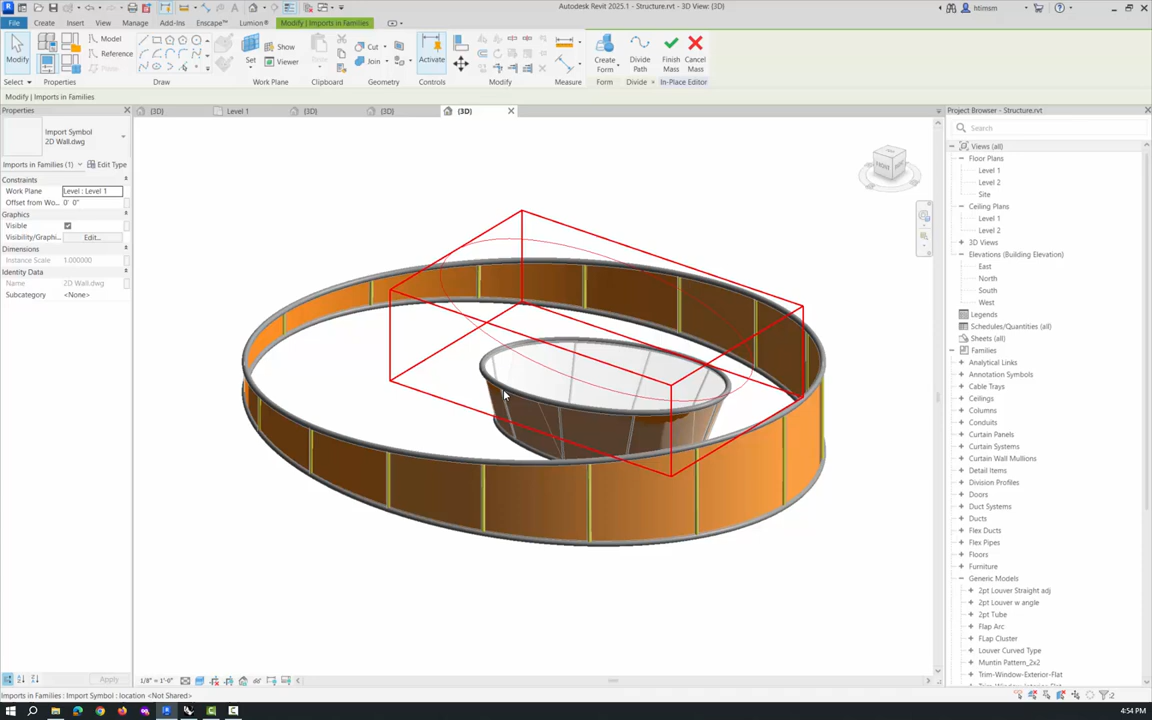 Autodesk Revit 2025.1 - Structure.rvt - 3D View: {3D}
htimsm
File
Create
Insert
View
Manage
Add-Ins
Enscape™
Lumion®
Modify | Imports in Families
Modify
Model
Reference
Set
Show
Viewer
Paste
Cut
Join
Activate
Create Form
Divide Path
Finish Mass
Cancel Mass
Select
Properties
Draw
Work Plane
Clipboard
Geometry
Controls
Modify
Measure
Form
Divide
In-Place Editor
Modify | Imports in Families
Properties
Import Symbol
2D Wall.dwg
Imports in Families (1)
Edit Type
Constraints
Work Plane
Level : Level 1
Offset from Wo...
0' 0"
Graphics
Visible
Visibility/Graphi...
Edit...
Dimensions
Instance Scale
1.000000
Identity Data
Name
2D Wall.dwg
Subcategory
<None>
Apply
{3D}
Level 1
{3D}
{3D}
{3D}
Project Browser - Structure.rvt
Search
Views (all)
Floor Plans
Level 1
Level 2
Site
Ceiling Plans
Level 1
Level 2
3D Views
Elevations (Building Elevation)
East
North
South
West
Legends
Schedules/Quantities (all)
Sheets (all)
Families
Analytical Links
Annotation Symbols
Cable Trays
Ceilings
Columns
Conduits
Curtain Panels
Curtain Systems
Curtain Wall Mullions
Detail Items
Division Profiles
Doors
Duct Systems
Ducts
Flex Ducts
Flex Pipes
Floors
Furniture
Generic Models
2pt Louver Straight adj
2pt Louver w angle
2pt Tube
Flap Arc
FLap Cluster
Louver Curved Type
Muntin Pattern_2x2
Trim-Window-Exterior-Flat
1/8" = 1'-0"
Imports in Families : Import Symbol : location <Not Shared>
:2
4:54 PM